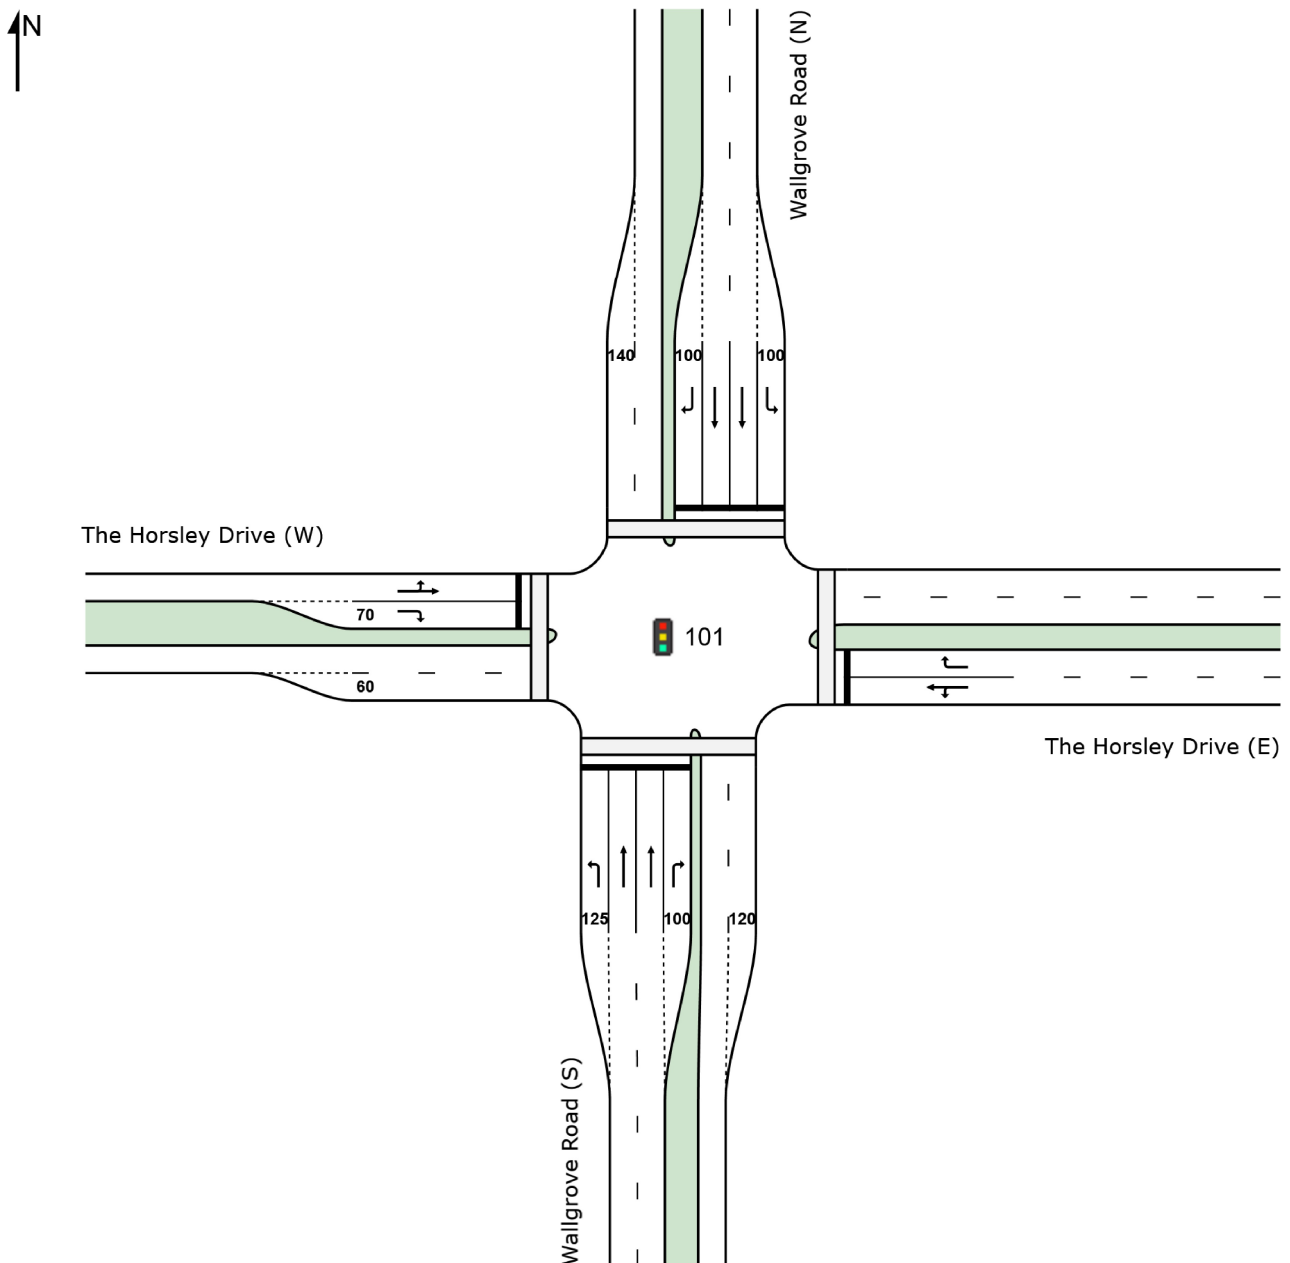 N
Wallgrove Road (N)
140
100
100
The Horsley Drive (W)
70
60
101
The Horsley Drive (E)
125
100
120
Wallgrove Road (S)